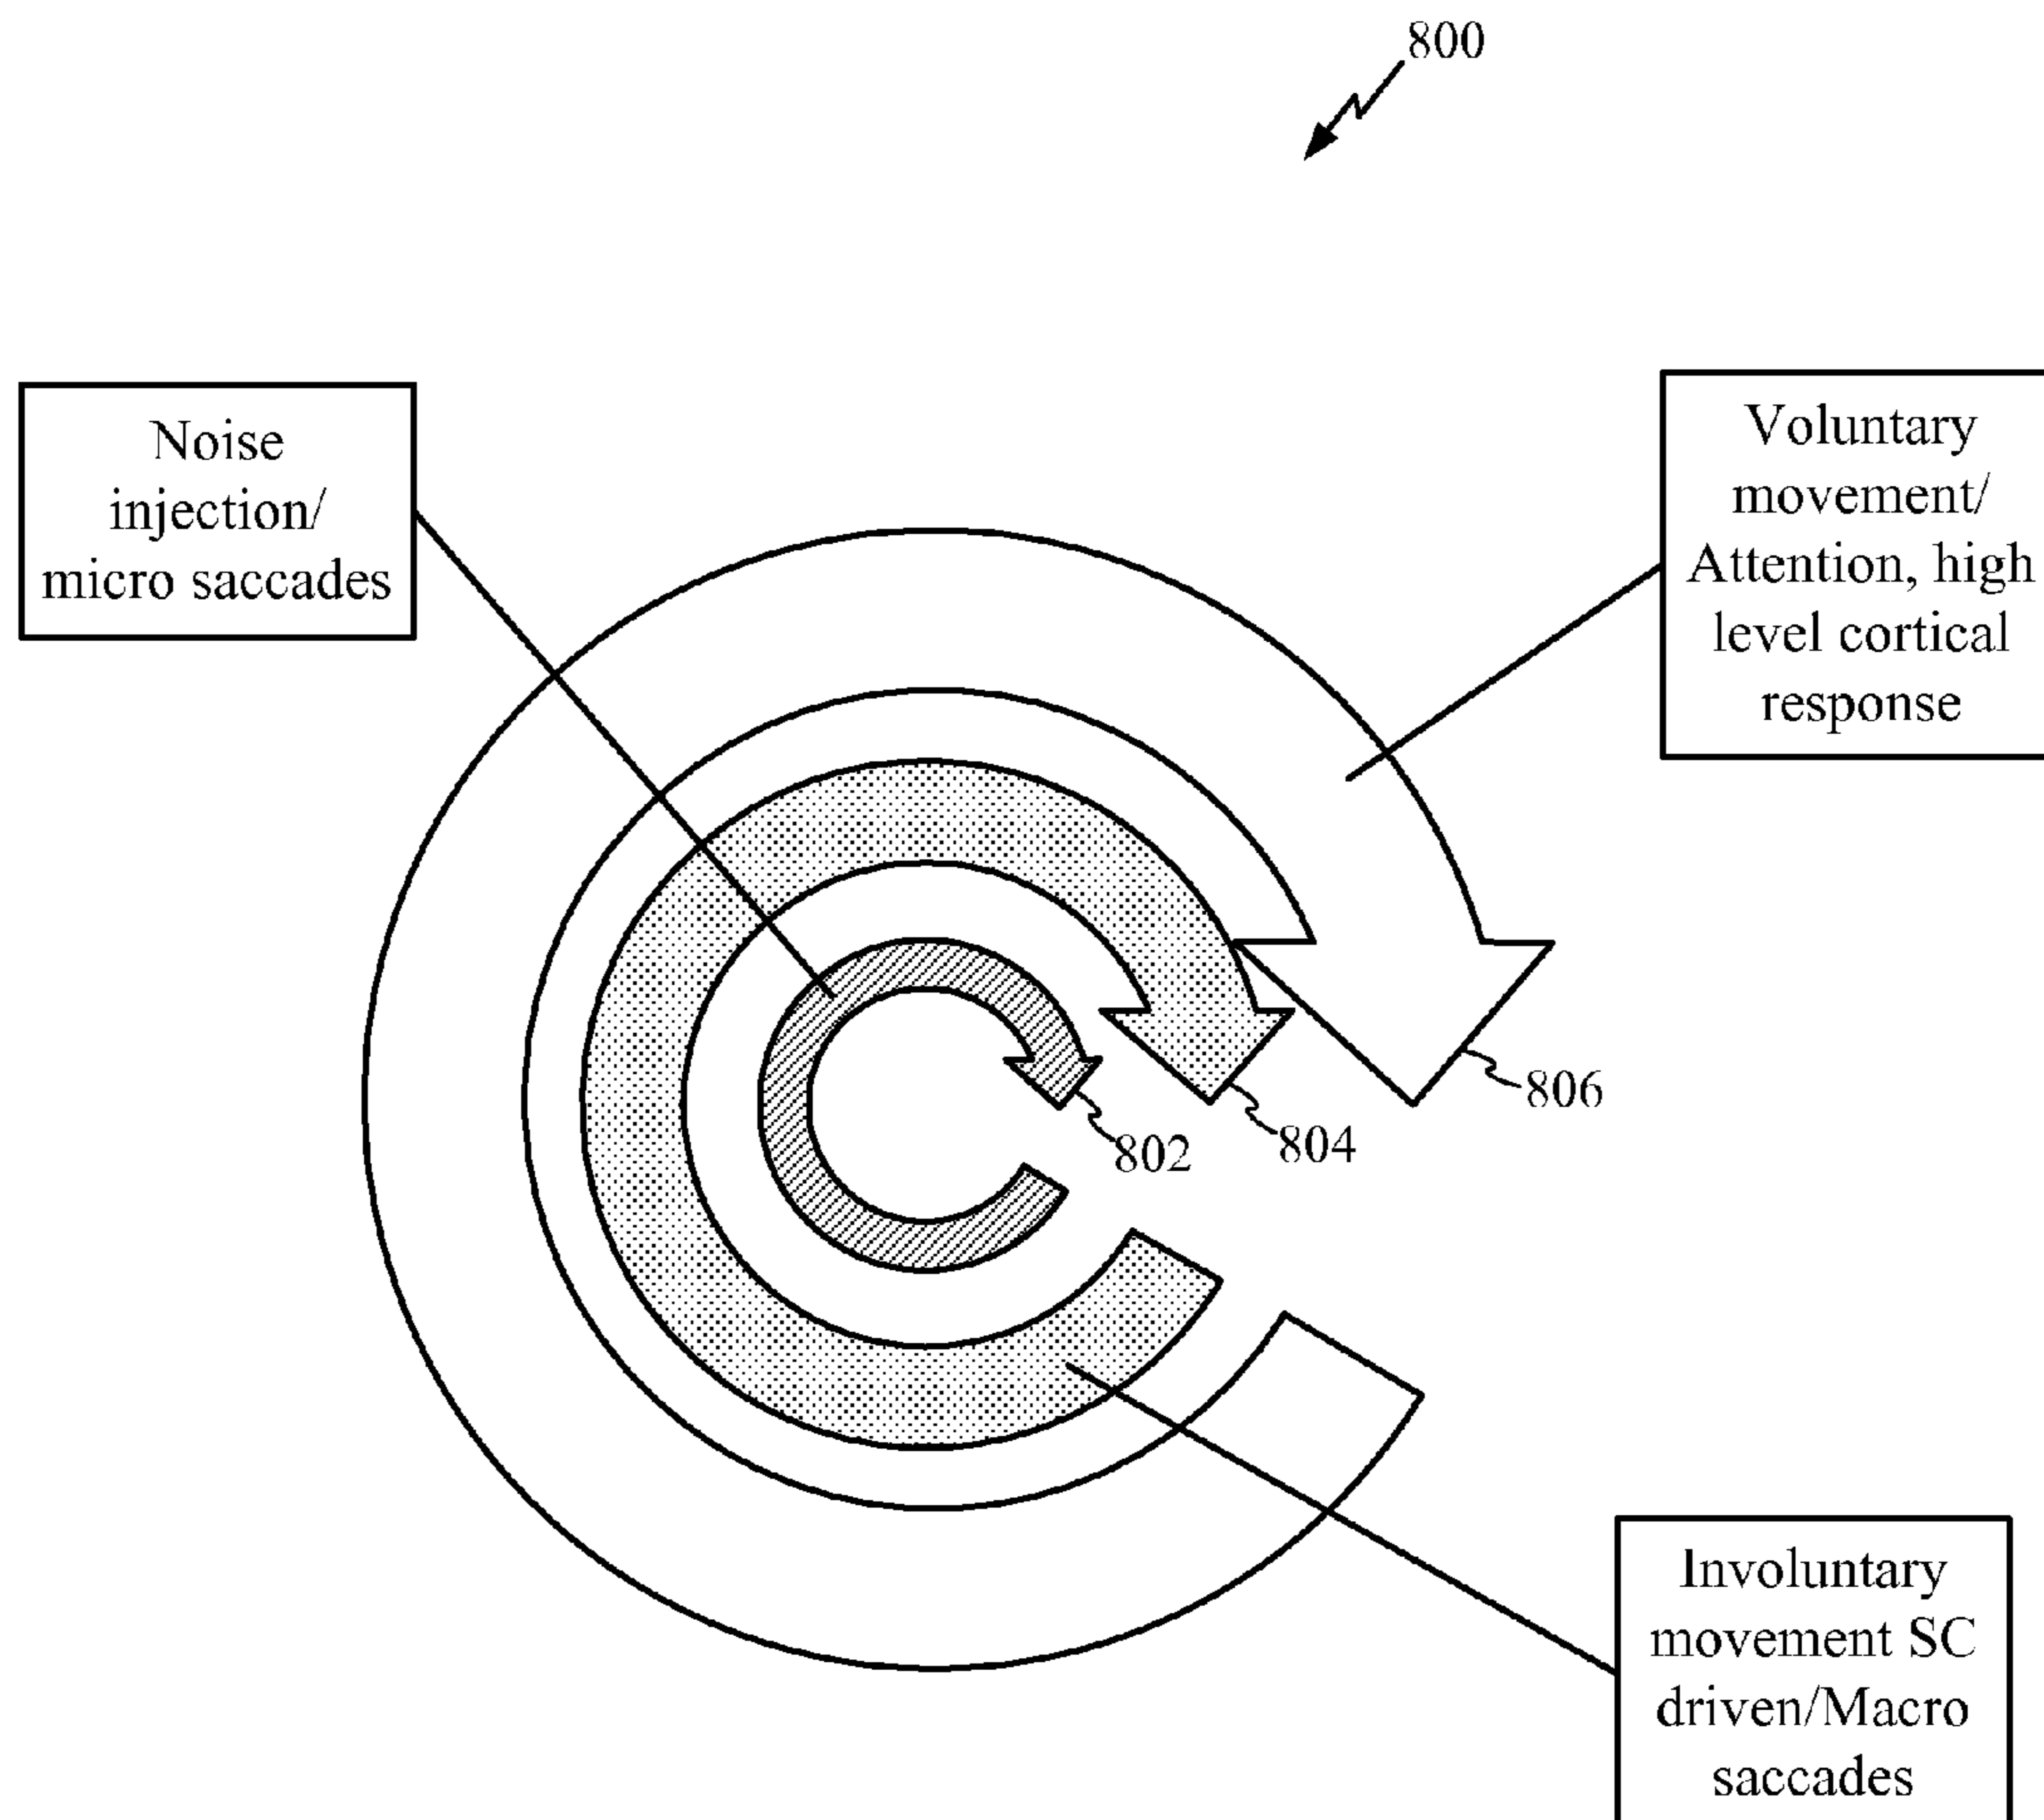 800
Noise
injection/
micro saccades
Voluntary
movement/
Attention, high
level cortical
response
806
804
802
Involuntary
movement SC
driven/Macro
saccades